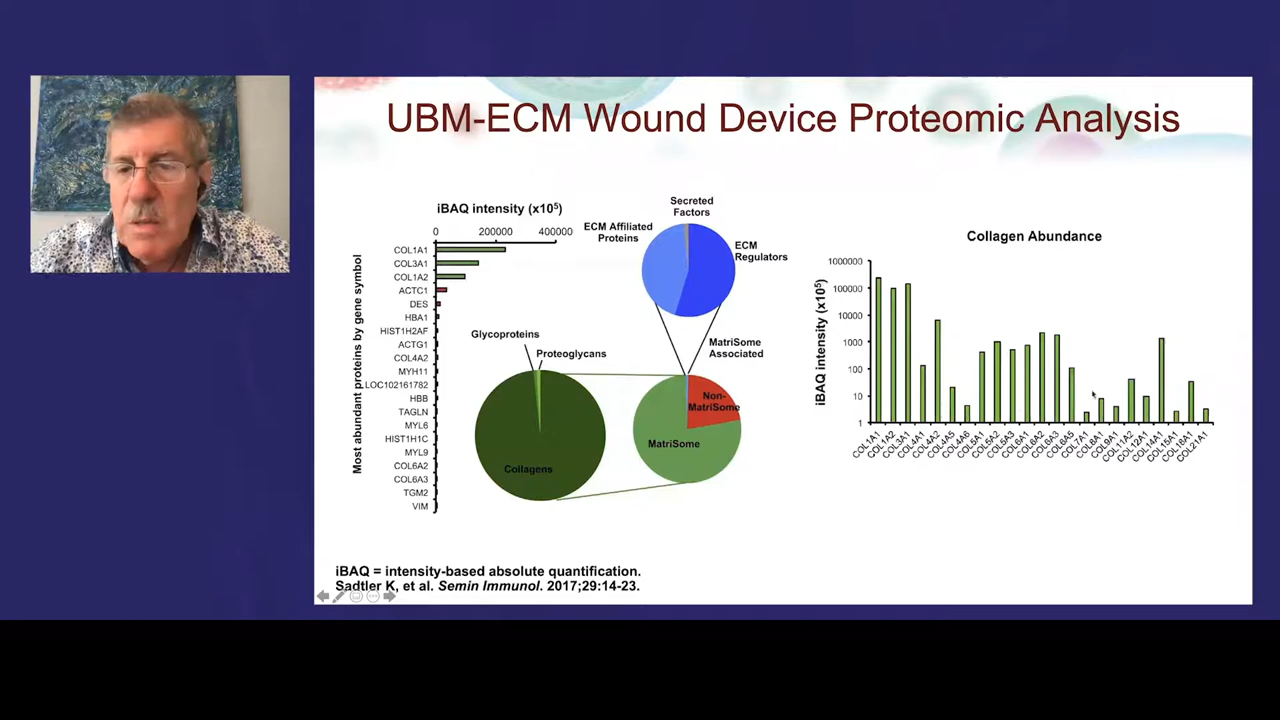 UBM-ECM Wound Device Proteomic Analysis
iBAQ intensity (x10⁵)
0 200000 400000
Most abundant proteins by gene symbol
COL1A1
COL3A1
COL1A2
ACTC1
DES
HBA1
HIST1H2AF
ACTG1
COL4A2
MYH11
LOC102161782
HBB
TAGLN
MYL6
HIST1H1C
MYL9
COL6A2
COL6A3
TGM2
VIM
Secreted
Factors
ECM Affiliated
Proteins
ECM
Regulators
MatriSome
Associated
Glycoproteins
Proteoglycans
Collagens
Non-
MatriSome
MatriSome
Collagen Abundance
iBAQ intensity (x10⁵)
1000000
100000
10000
1000
100
10
1
COL1A1
COL1A2
COL3A1
COL4A1
COL4A2
COL4A5
COL4A6
COL5A1
COL5A2
COL5A3
COL6A1
COL6A2
COL6A3
COL6A5
COL7A1
COL8A1
COL9A1
COL11A2
COL12A1
COL14A1
COL15A1
COL18A1
COL21A1
iBAQ = intensity-based absolute quantification.
Sadtler K, et al. Semin Immunol. 2017;29:14-23.